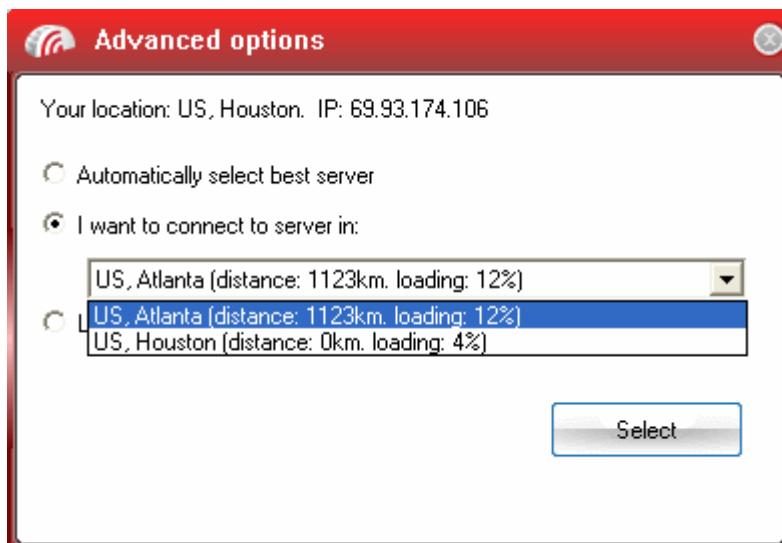 Advanced options
Your location: US, Houston.  IP: 69.93.174.106
Automatically select best server
I want to connect to server in:
US, Atlanta (distance: 1123km. loading: 12%)
US, Atlanta (distance: 1123km. loading: 12%)
US, Houston (distance: 0km. loading: 4%)
Select